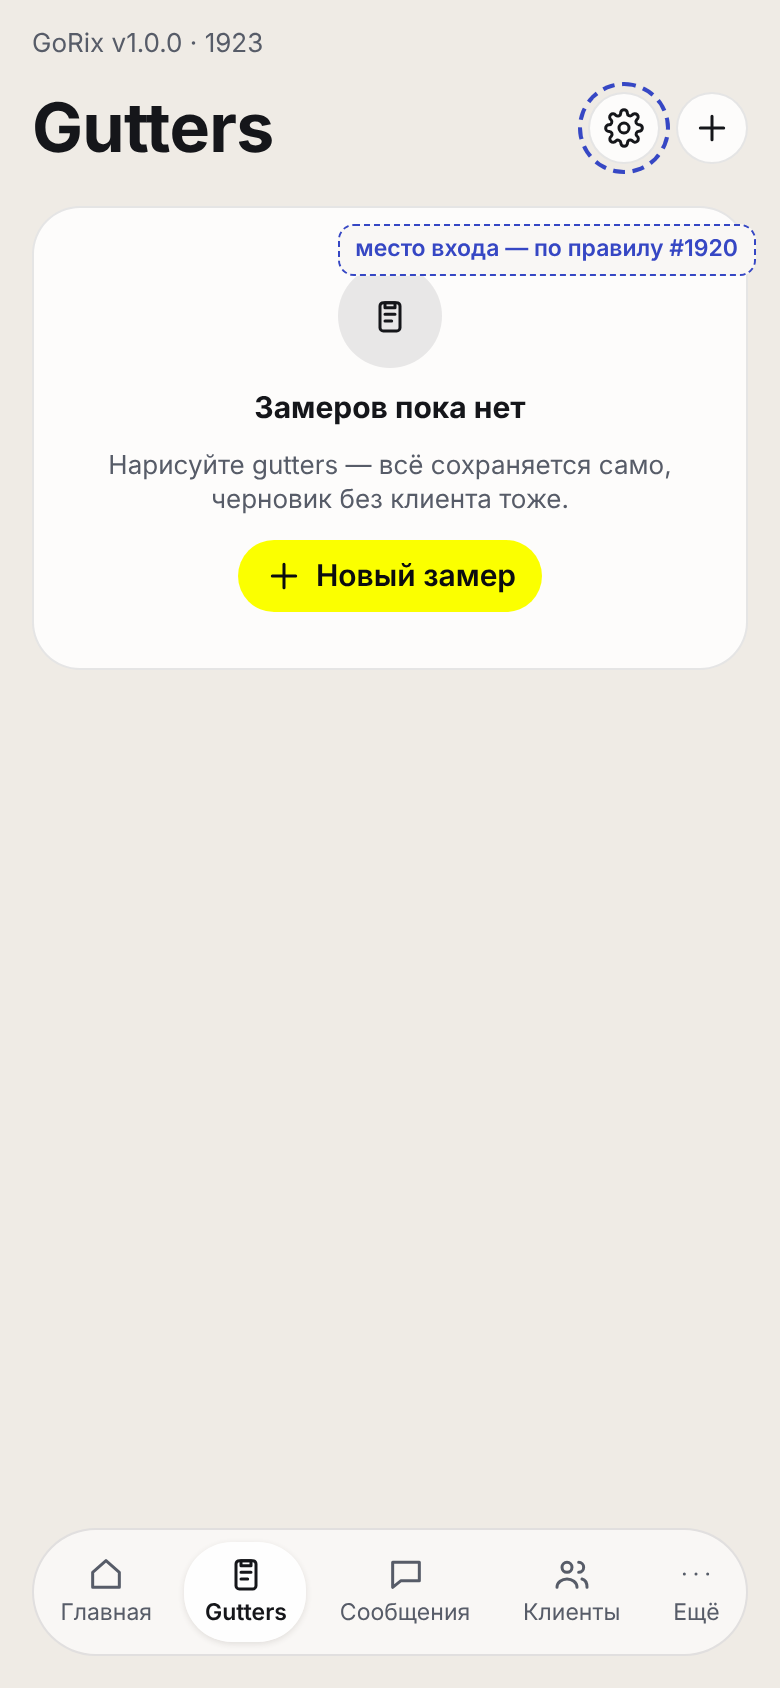 GoRix v1.0.0 · 1923
Gutters
место входа — по правилу #1920
Замеров пока нет
Нарисуйте gutters — всё сохраняется само,
черновик без клиента тоже.
Новый замер
Главная
Gutters
Сообщения
Клиенты
Ещё